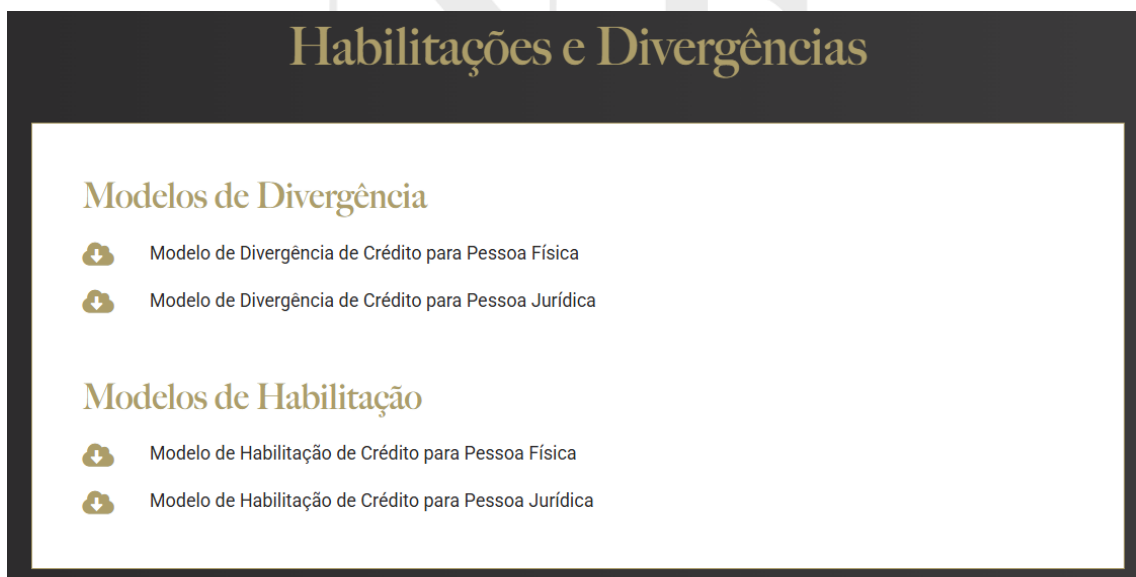 Habilitações e Divergências
Modelos de Divergência
Modelo de Divergência de Crédito para Pessoa Física
Modelo de Divergência de Crédito para Pessoa Jurídica
Modelos de Habilitação
Modelo de Habilitação de Crédito para Pessoa Física
Modelo de Habilitação de Crédito para Pessoa Jurídica